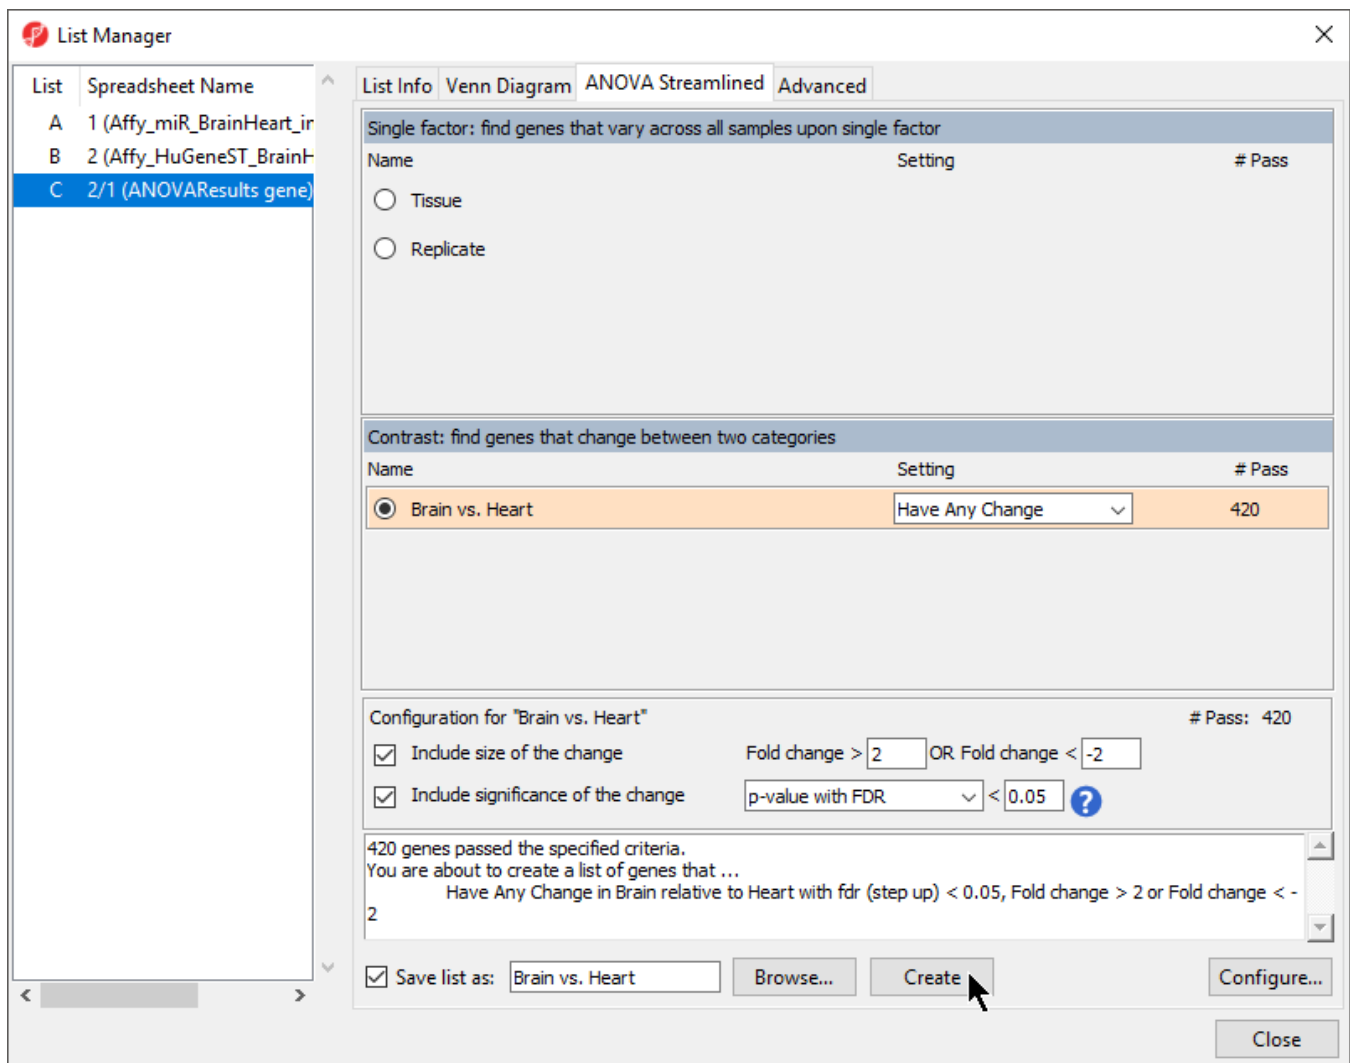 List Manager
List Spreadsheet Name
A 1 (Affy_miR_BrainHeart_in
B 2 (Affy_HuGeneST_BrainH
C 2/1 (ANOVAResults gene)
List Info Venn Diagram ANOVA Streamlined Advanced
Single factor: find genes that vary across all samples upon single factor
Name Setting # Pass
Tissue
Replicate
Contrast: find genes that change between two categories
Name Setting # Pass
Brain vs. Heart Have Any Change 420
Configuration for "Brain vs. Heart" # Pass: 420
Include size of the change Fold change > 2 OR Fold change < -2
Include significance of the change p-value with FDR < 0.05 ?
420 genes passed the specified criteria.
You are about to create a list of genes that ...
Have Any Change in Brain relative to Heart with fdr (step up) < 0.05, Fold change > 2 or Fold change < -
2
Save list as: Brain vs. Heart Browse... Create Configure...
Close